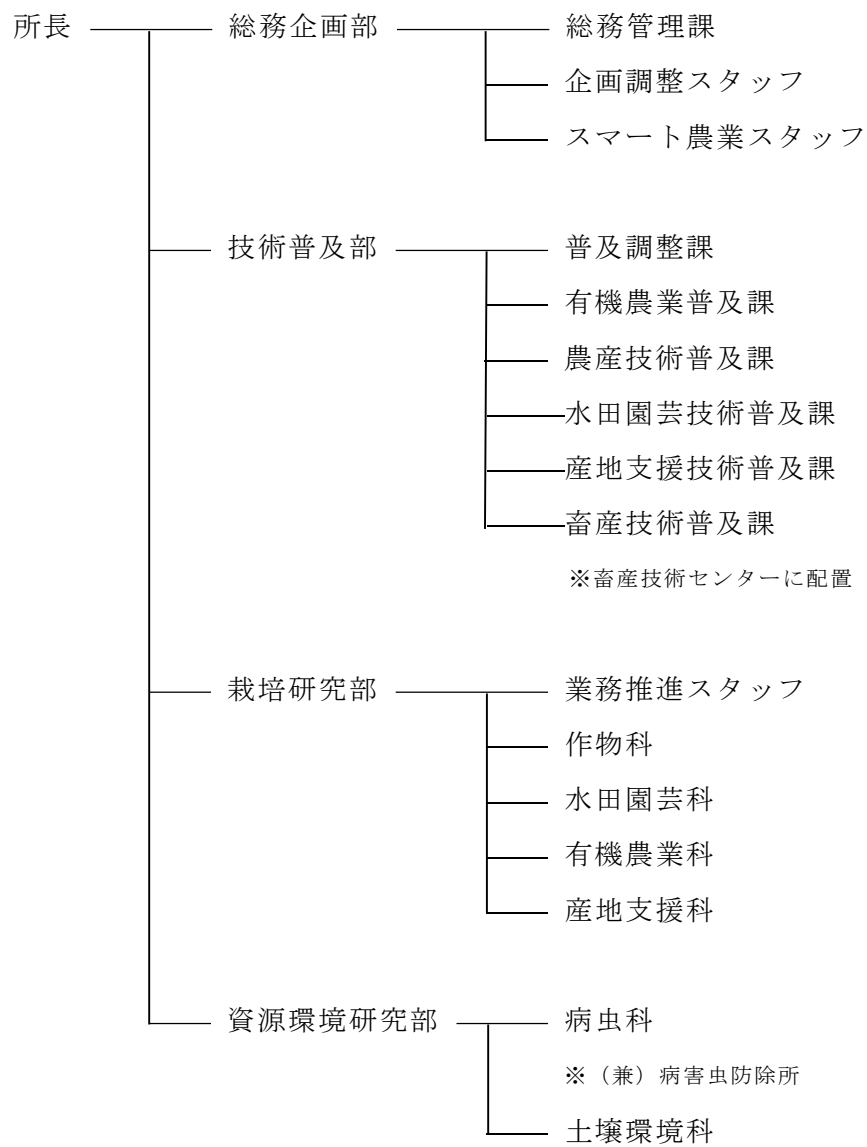 所長 総務企画部 総務管理課
企画調整スタッフ
スマート農業スタッフ
技術普及部 普及調整課
有機農業普及課
農産技術普及課
水田園芸技術普及課
産地支援技術普及課
畜産技術普及課
※畜産技術センターに配置
栽培研究部 業務推進スタッフ
作物科
水田園芸科
有機農業科
産地支援科
資源環境研究部 病虫科
※（兼）病害虫防除所
土壌環境科